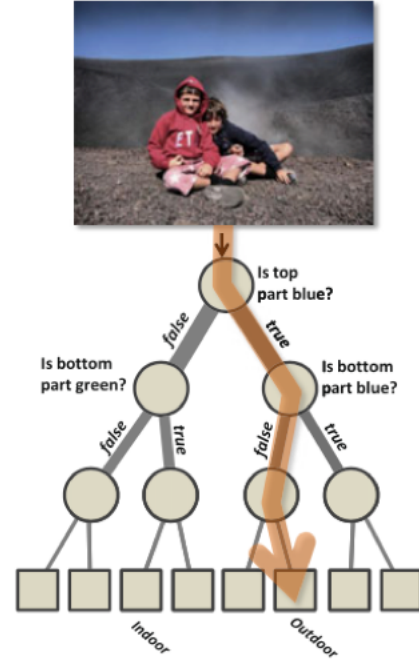 ET
Is top
part blue?
false
true
Is bottom
part green?
Is bottom
part blue?
false
true
false
true
Indoor
Outdoor